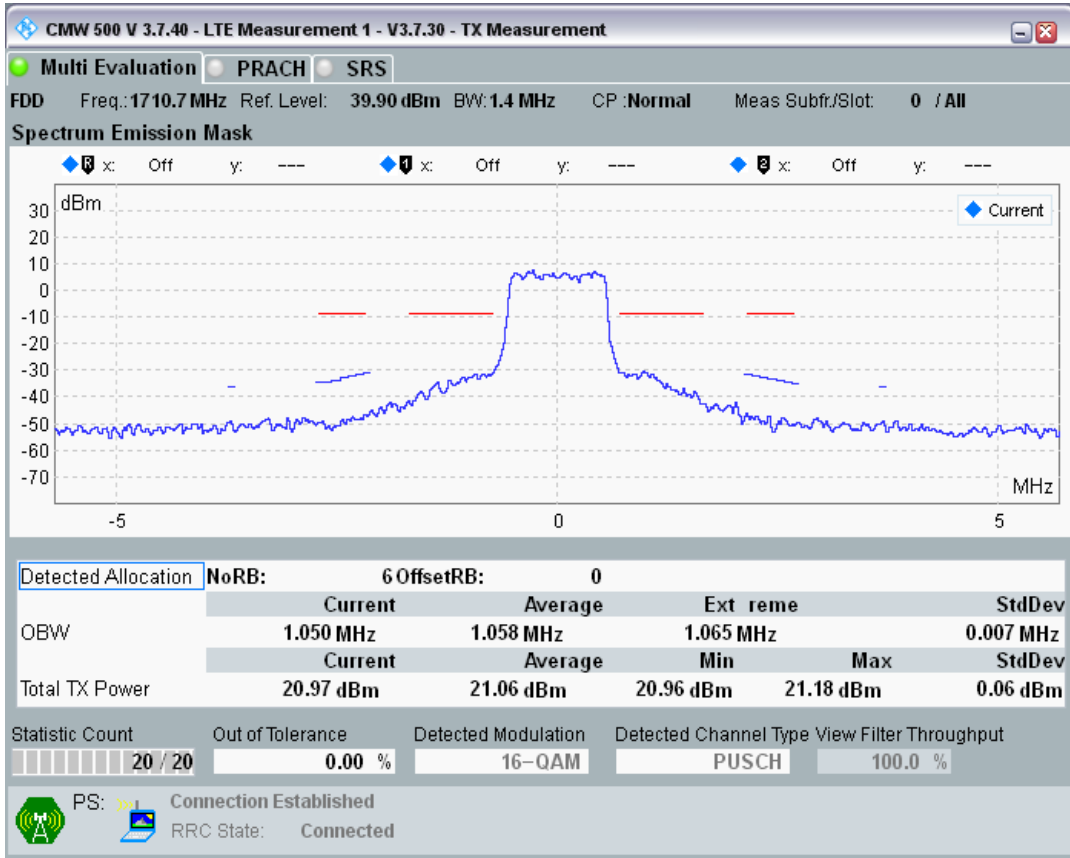 CMW 500 V 3.7.40 - LTE Measurement 1 - V3.7.30 - TX Measurement
Multi Evaluation PRACH SRS
FDD Freq.: 1710.7 MHz Ref. Level: 39.90 dBm BW: 1.4 MHz CP :Normal Meas Subfr./Slot: 0 / All
Spectrum Emission Mask
R x: Off y: --- 1 x: Off y: --- 2 x: Off y: ---
dBm
Current
30
20
10
0
-10
-20
-30
-40
-50
-60
-70
MHz
-5 0 5
Detected Allocation NoRB: 6 OffsetRB: 0
Current Average Ext reme StdDev
OBW 1.050 MHz 1.058 MHz 1.065 MHz 0.007 MHz
Current Average Min Max StdDev
Total TX Power 20.97 dBm 21.06 dBm 20.96 dBm 21.18 dBm 0.06 dBm
Statistic Count Out of Tolerance Detected Modulation Detected Channel Type View Filter Throughput
20 / 20 0.00 % 16-QAM PUSCH 100.0 %
PS: Connection Established
RRC State: Connected